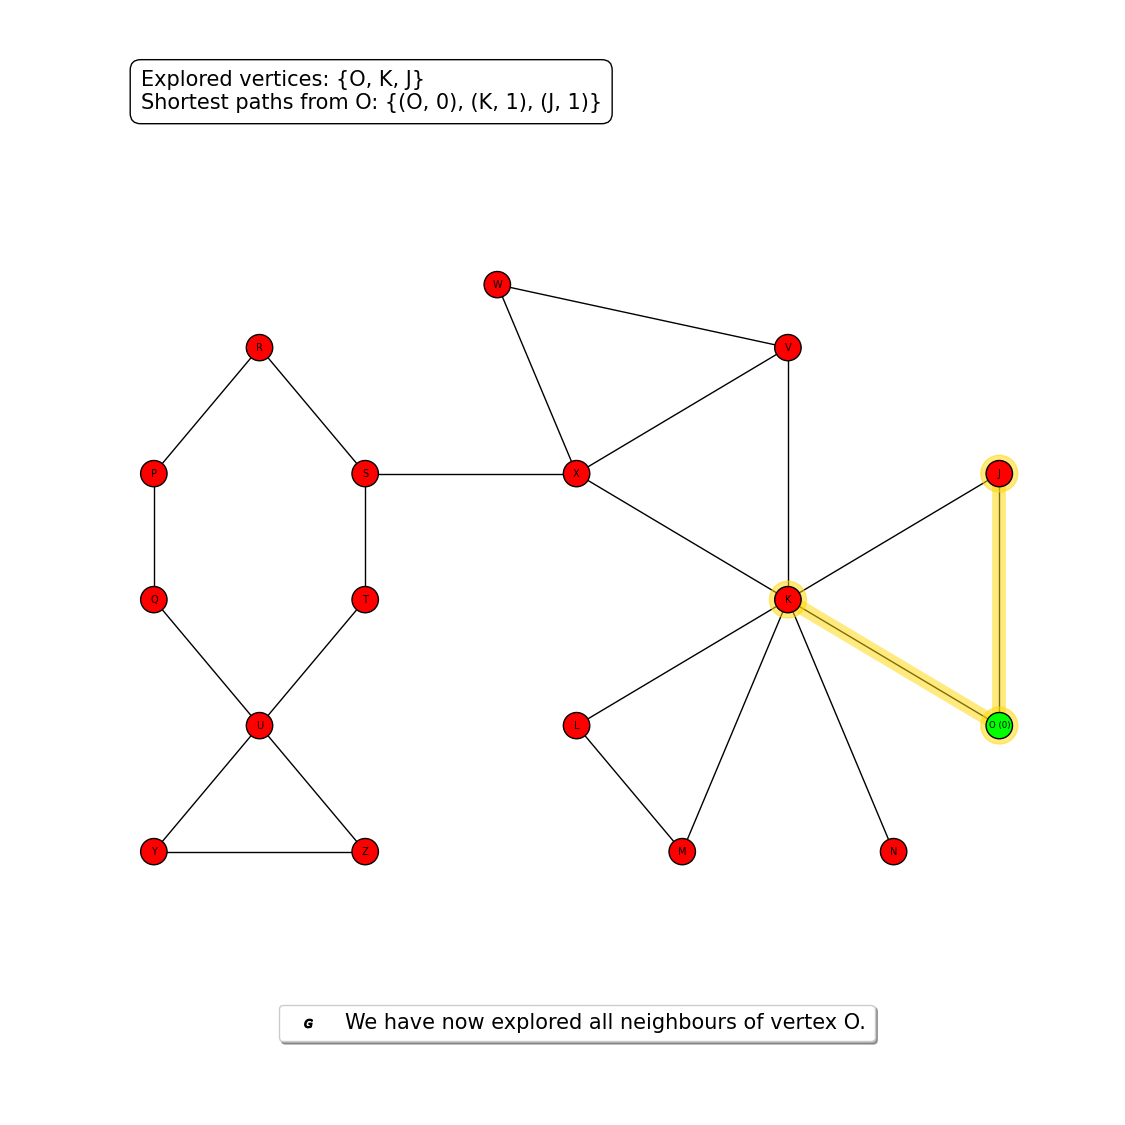 Explored vertices: {O, K, J}
Shortest paths from O: {(O, 0), (K, 1), (J, 1)}
W
R
V
P
S
X
J
Q
T
K
U
L
O (0)
Y
Z
M
N
G We have now explored all neighbours of vertex O.